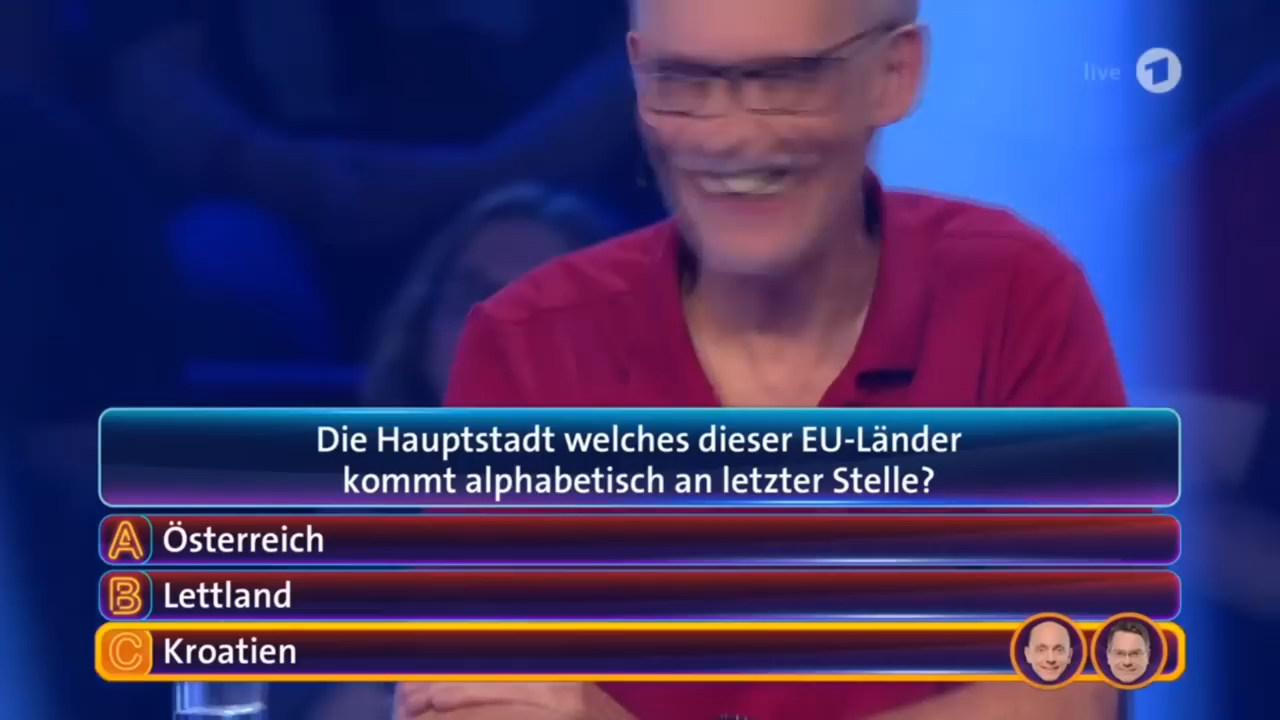 live 1
Die Hauptstadt welches dieser EU-Länder
kommt alphabetisch an letzter Stelle?
A Österreich
B Lettland
C Kroatien